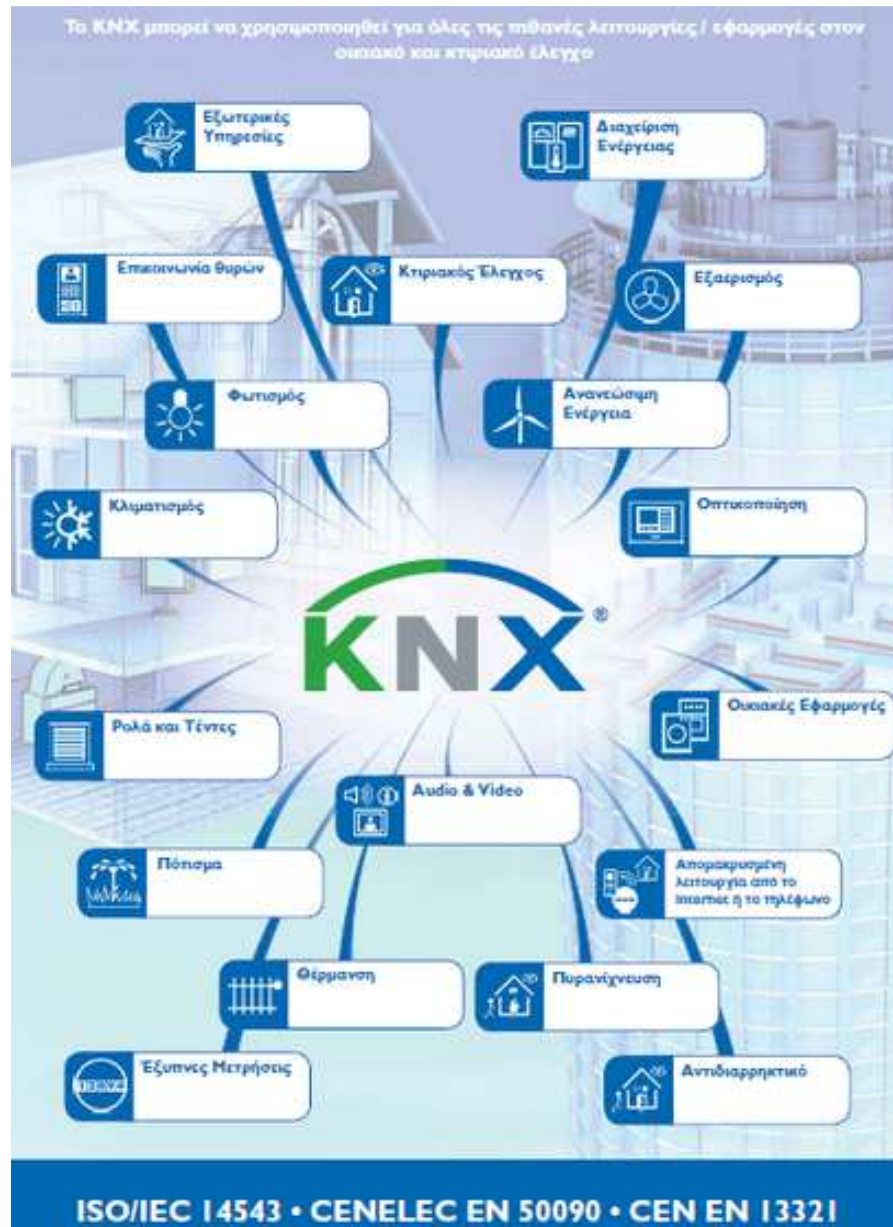 Το KNX μπορεί να χρησιμοποιηθεί για όλες τις πιθανές λειτουργίες / εφαρμογές στον
οικιακό και κτιριακό έλεγχο
Εξωτερικές
Υπηρεσίες
Διαχείριση
Ενέργειας
Επικοινωνία θυρών
Κτιριακός Έλεγχος
Εξαερισμός
Φωτισμός
Ανανεώσιμη
Ενέργεια
Κλιματισμός
Οπτικοποίηση
KNX®
Ρολά και Τέντες
Οικιακές Εφαρμογές
Audio & Video
Πότισμα
Απομακρυσμένη
λειτουργία από το
internet ή το τηλέφωνο
Θέρμανση
Πυρανίχνευση
Έξυπνες Μετρήσεις
Αντιδιαρρηκτικό
ISO/IEC 14543 • CENELEC EN 50090 • CEN EN 13321